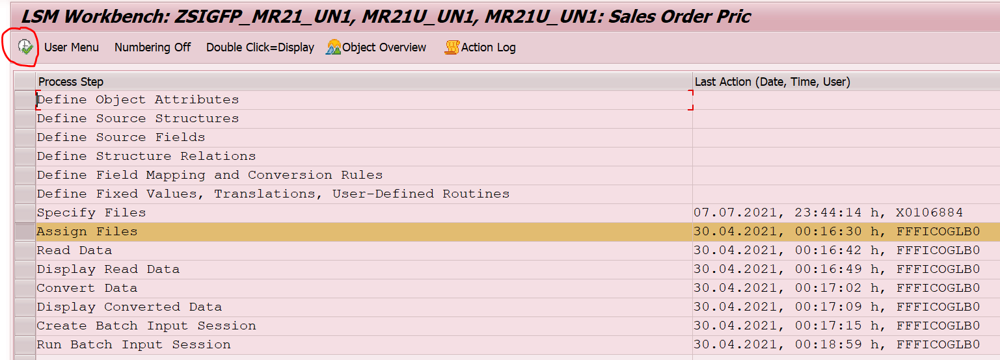 LSM Workbench: ZSIGFP_MR21_UN1, MR21U_UN1, MR21U_UN1: Sales Order Pric
User Menu Numbering Off Double Click=Display Object Overview Action Log
Process Step Last Action (Date, Time, User)
Define Object Attributes
Define Source Structures
Define Source Fields
Define Structure Relations
Define Field Mapping and Conversion Rules
Define Fixed Values, Translations, User-Defined Routines
Specify Files 07.07.2021, 23:44:14 h, X0106884
Assign Files 30.04.2021, 00:16:30 h, FFFICOGLB0
Read Data 30.04.2021, 00:16:42 h, FFFICOGLB0
Display Read Data 30.04.2021, 00:16:49 h, FFFICOGLB0
Convert Data 30.04.2021, 00:17:02 h, FFFICOGLB0
Display Converted Data 30.04.2021, 00:17:09 h, FFFICOGLB0
Create Batch Input Session 30.04.2021, 00:17:15 h, FFFICOGLB0
Run Batch Input Session 30.04.2021, 00:18:59 h, FFFICOGLB0